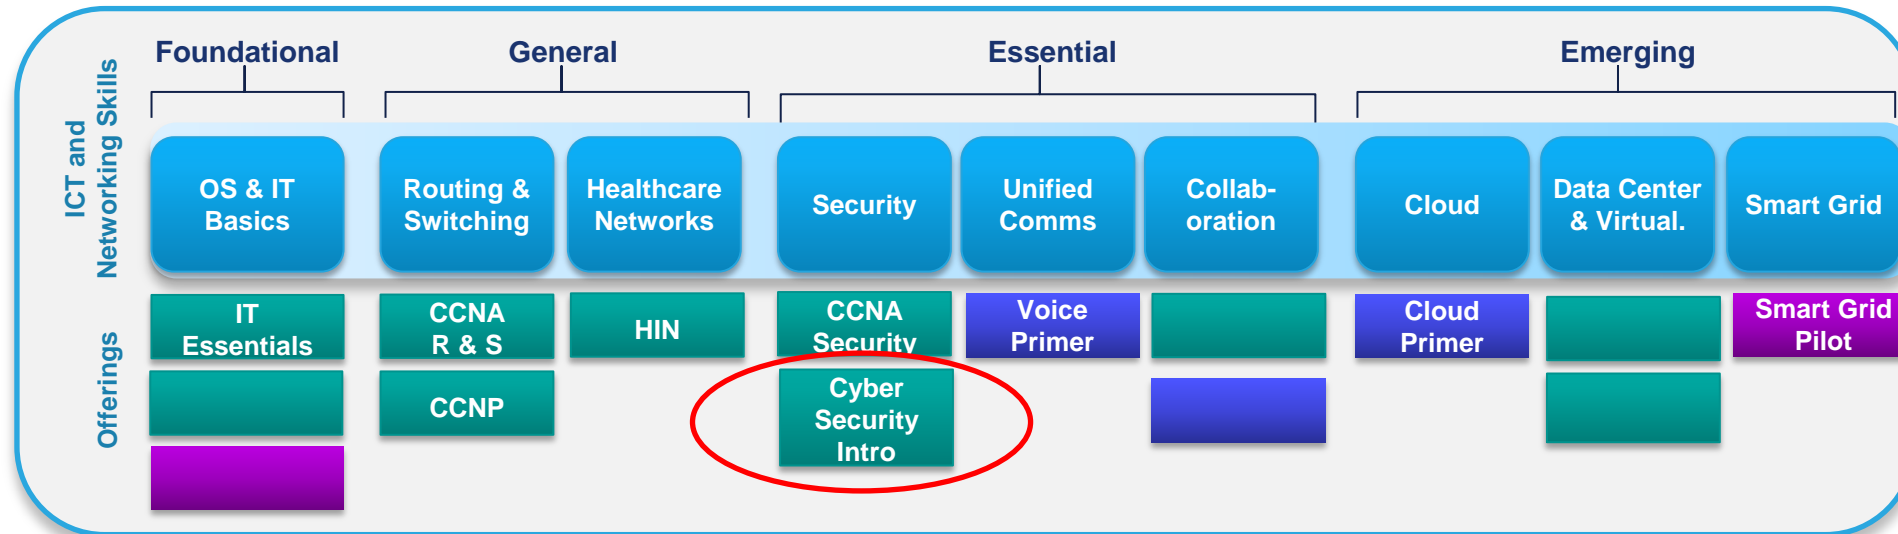 Foundational
General
Essential
Emerging
ICT and
Networking Skills
OS & IT
Basics
Routing &
Switching
Healthcare
Networks
Security
Unified
Comms
Collab-
oration
Cloud
Data Center
& Virtual.
Smart Grid
Offerings
IT
Essentials
CCNA
R & S
HIN
CCNA
Security
Voice
Primer
Cloud
Primer
Smart Grid
Pilot
CCNP
Cyber
Security
Intro